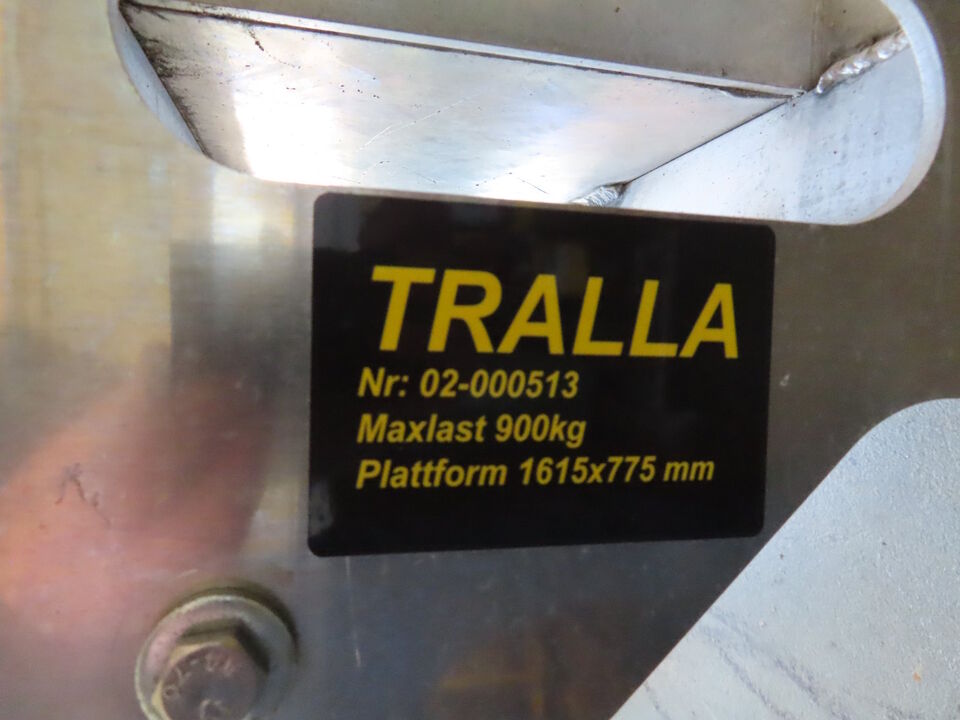 TRALLA
Nr: 02-000513
Maxlast 900kg
Plattform 1615x775 mm